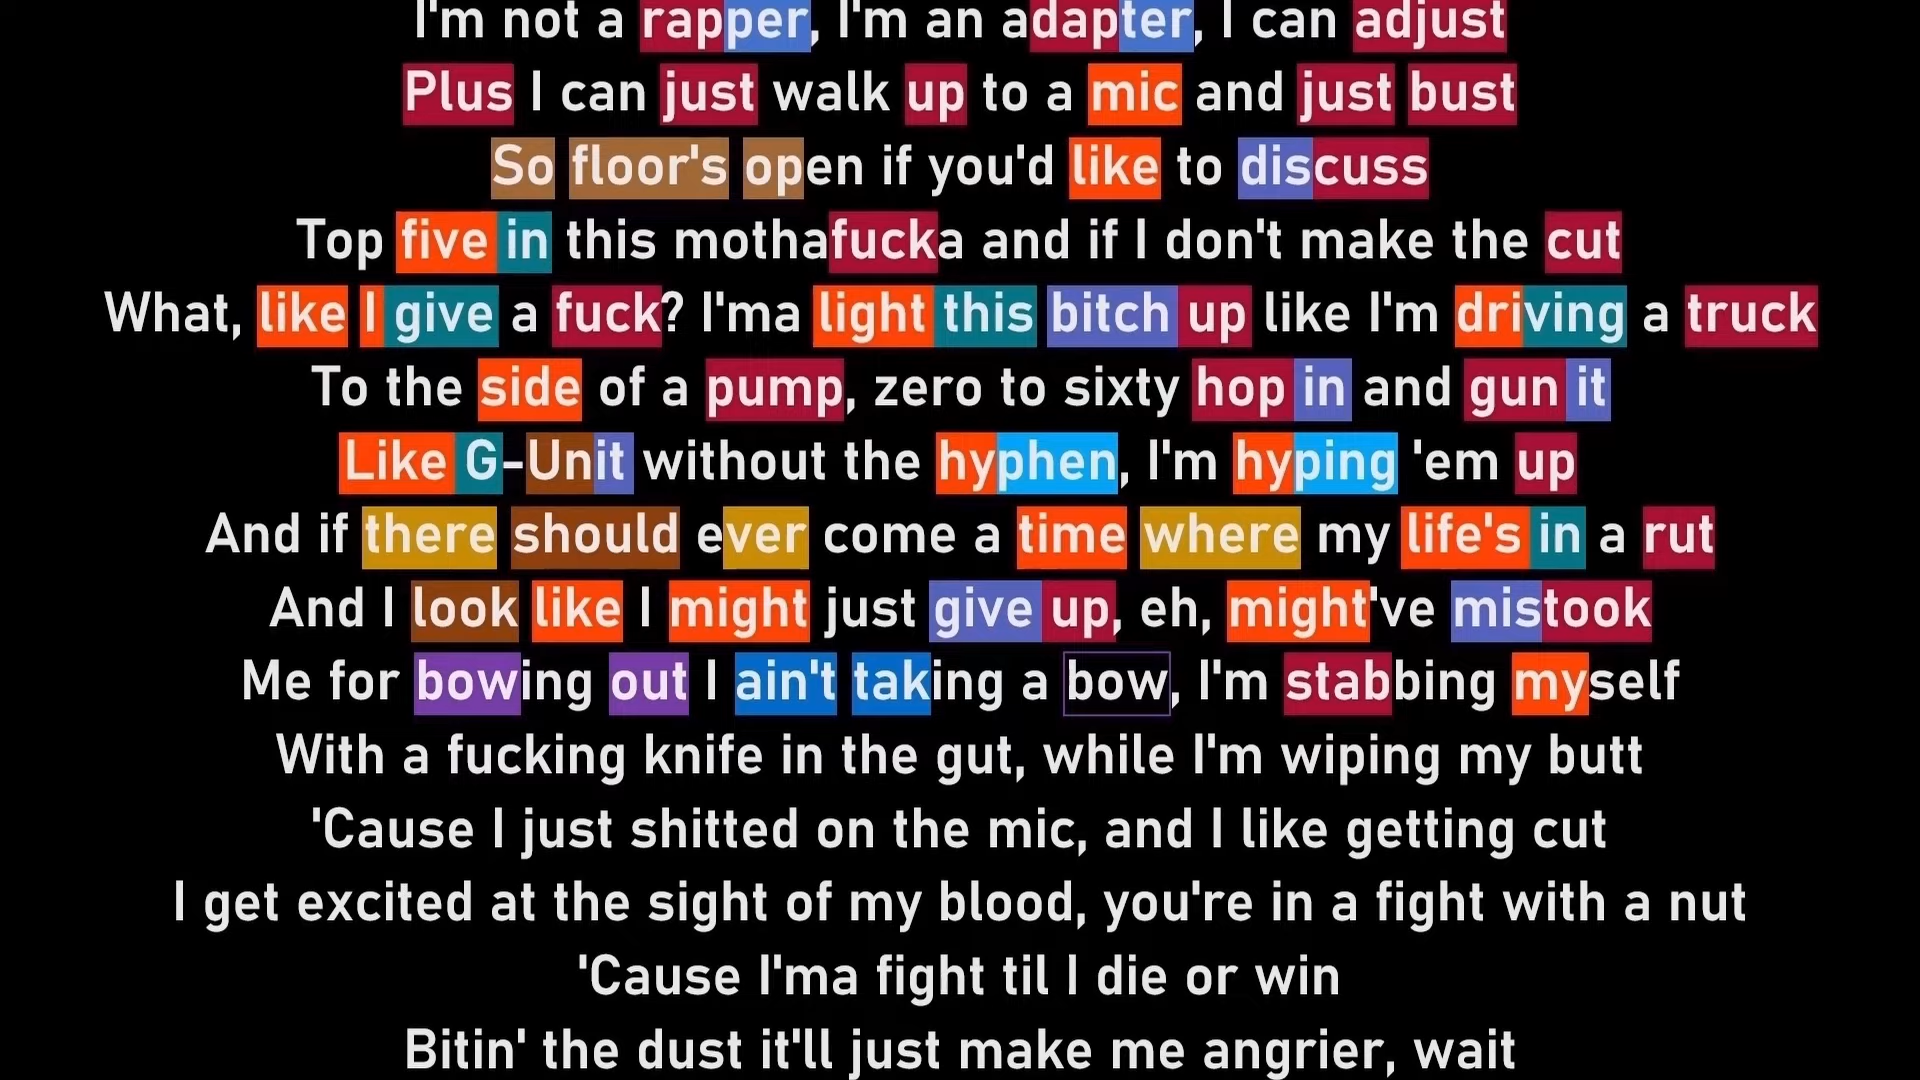 I'm not a rapper, I'm an adapter, I can adjust
Plus I can just walk up to a mic and just bust
So floor's open if you'd like to discuss
Top five in this mothafucka and if I don't make the cut
What, like I give a fuck? I'ma light this bitch up like I'm driving a truck
To the side of a pump, zero to sixty hop in and gun it
Like G-Unit without the hyphen, I'm hyping 'em up
And if there should ever come a time where my life's in a rut
And I look like I might just give up, eh, might've mistook
Me for bowing out I ain't taking a bow, I'm stabbing myself
With a fucking knife in the gut, while I'm wiping my butt
'Cause I just shitted on the mic, and I like getting cut
I get excited at the sight of my blood, you're in a fight with a nut
'Cause I'ma fight til I die or win
Bitin' the dust it'll just make me angrier, wait